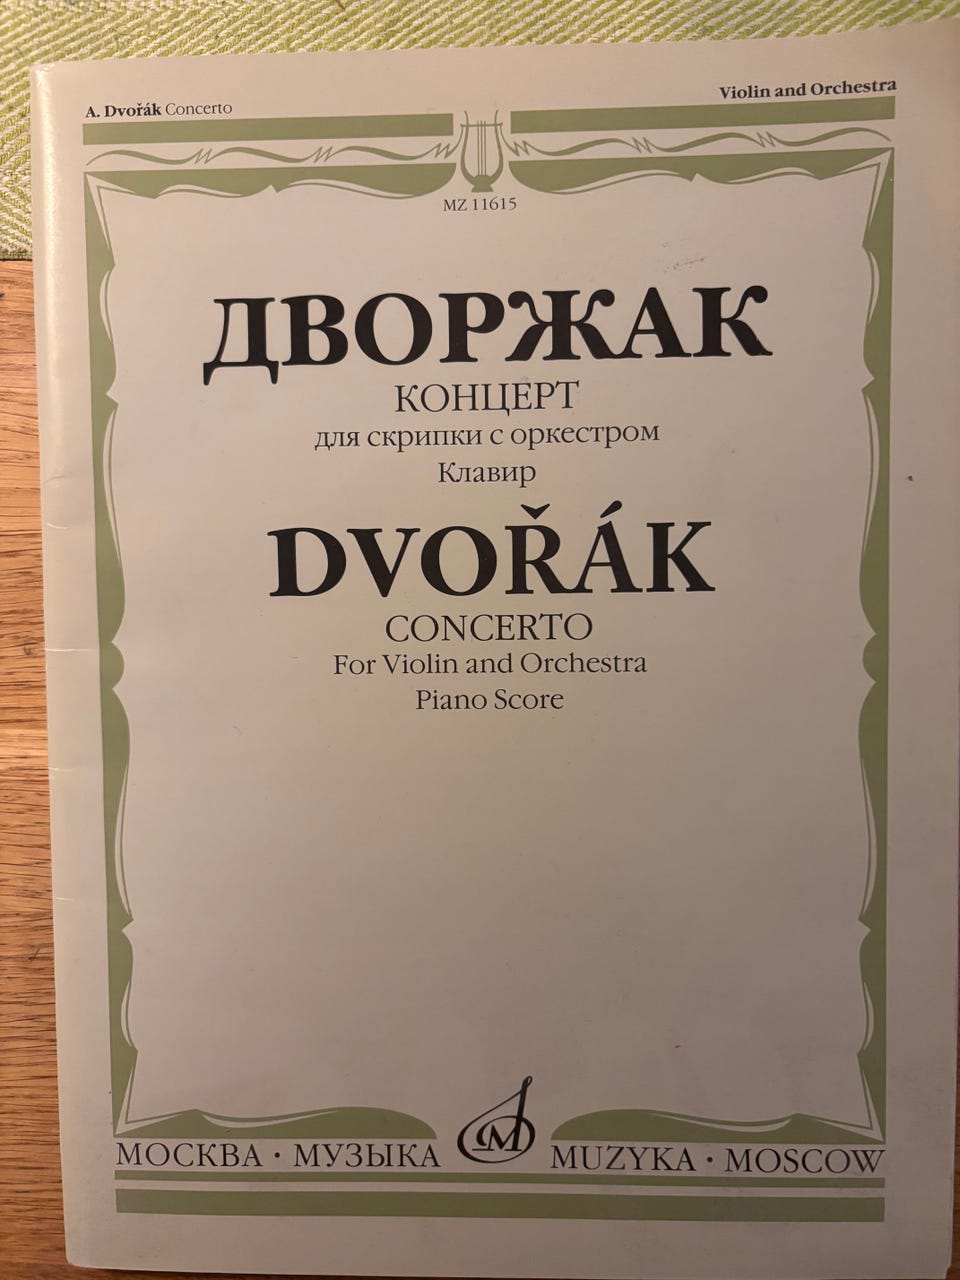 A. Dvořák Concerto
Violin and Orchestra
MZ 11615
ДВОРЖАК
КОНЦЕРТ
для скрипки с оркестром
Клавир
DVOŘÁK
CONCERTO
For Violin and Orchestra
Piano Score
МОСКВА · МУЗЫКА
M
MUZYKA · MOSCOW